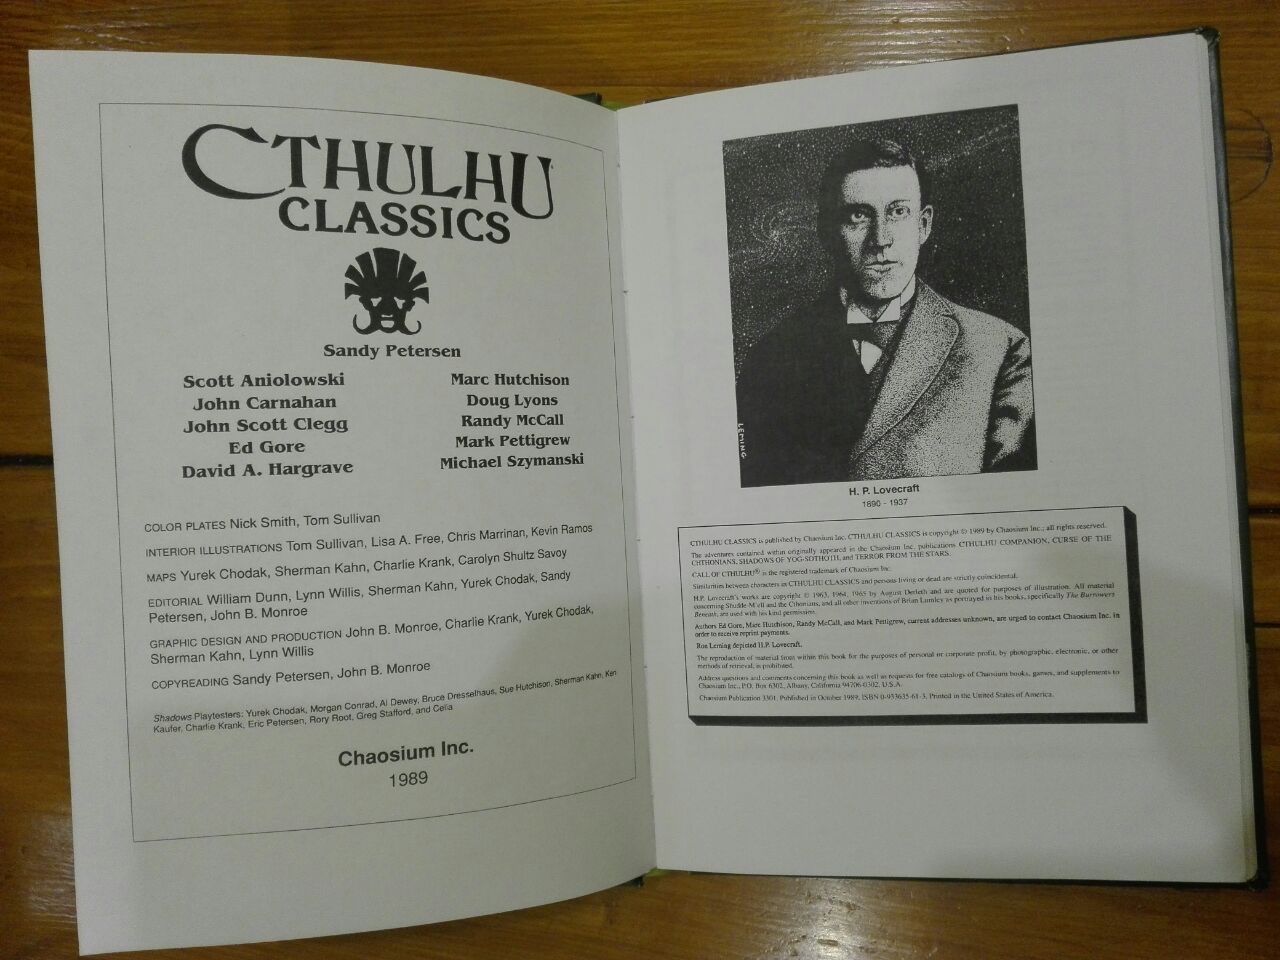 CTHULHU
CLASSICS
Sandy Petersen
Scott Aniolowski
John Carnahan
John Scott Clegg
Ed Gore
David A. Hargrave
Marc Hutchison
Doug Lyons
Randy McCall
Mark Pettigrew
Michael Szymanski
COLOR PLATES Nick Smith, Tom Sullivan
INTERIOR ILLUSTRATIONS Tom Sullivan, Lisa A. Free, Chris Marrinan, Kevin Ramos
MAPS Yurek Chodak, Sherman Kahn, Charlie Krank, Carolyn Shultz Savoy
EDITORIAL William Dunn, Lynn Willis, Sherman Kahn, Yurek Chodak, Sandy
Petersen, John B. Monroe
GRAPHIC DESIGN AND PRODUCTION John B. Monroe, Charlie Krank, Yurek Chodak,
Sherman Kahn, Lynn Willis
COPYREADING Sandy Petersen, John B. Monroe
Shadows Playtesters: Yurek Chodak, Morgan Conrad, Al Dewey, Bruce Dresselhaus, Sue Hutchison, Sherman Kahn, Ken
Kaufer, Charlie Krank, Eric Petersen, Rory Root, Greg Stafford, and Celia
Chaosium Inc.
1989
LEMING
H. P. Lovecraft
1890 - 1937
CTHULHU CLASSICS is published by Chaosium Inc. CTHULHU CLASSICS is copyright © 1989 by Chaosium Inc.; all rights reserved.
The adventures contained within originally appeared in the Chaosium Inc. publications CTHULHU COMPANION, CURSE OF THE
CHTHONIANS, SHADOWS OF YOG-SOTHOTH, and TERROR FROM THE STARS.
CALL OF CTHULHU® is the registered trademark of Chaosium Inc.
Similarities between characters in CTHULHU CLASSICS and persons living or dead are strictly coincidental.
H.P. Lovecraft's works are copyright © 1963, 1964, 1965 by August Derleth and are quoted for purposes of illustration. All material
concerning Shudde-M'ell and the Cthonians, and all other inventions of Brian Lumley as portrayed in his books, specifically The Burrowers
Beneath, are used with his kind permission.
Authors Ed Gore, Marc Hutchison, Randy McCall, and Mark Pettigrew, current addresses unknown, are urged to contact Chaosium Inc. in
order to receive reprint payments.
Ron Leming depicted H.P. Lovecraft.
The reproduction of material from within this book for the purposes of personal or corporate profit, by photographic, electronic, or other
methods of retrieval, is prohibited.
Address questions and comments concerning this book as well as requests for free catalogs of Chaosium books, games, and supplements to
Chaosium Inc., P.O. Box 6302, Albany, California 94706-0302, U.S.A.
Chaosium Publication 3301. Published in October 1989. ISBN 0-933635-61-3. Printed in the United States of America.